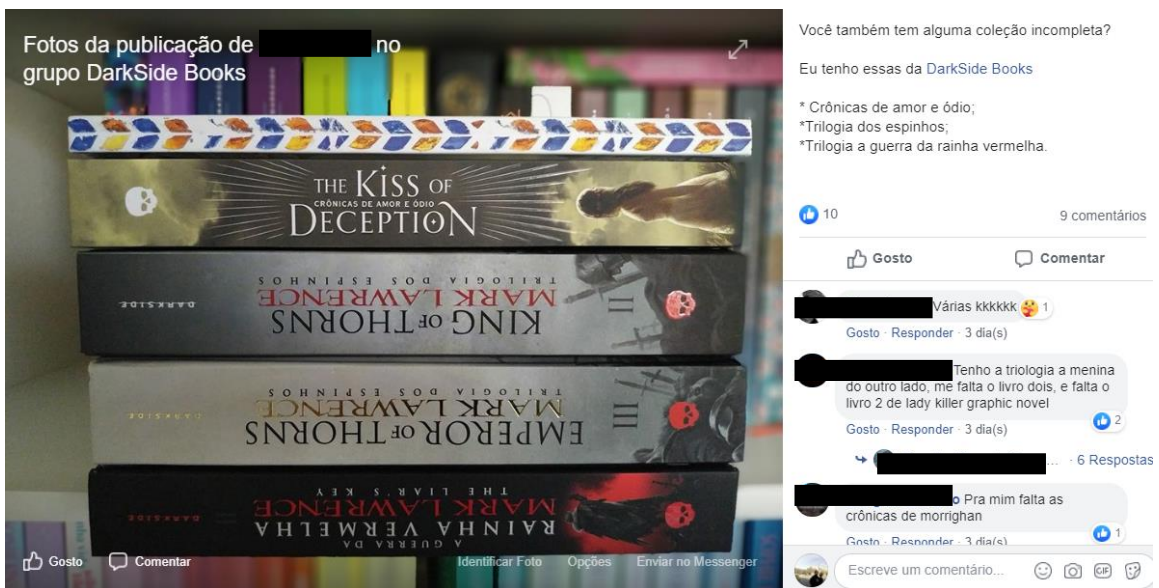 Fotos da publicação de no
grupo DarkSide Books
THE KISS OF
CRÔNICAS DE AMOR E ÓDIO
DECEPTION
TRILOGIA DOS ESPINHOS
MARK LAWRENCE
KING OF THORNS
II
DARKSIDE
TRILOGIA DOS ESPINHOS
MARK LAWRENCE
EMPEROR OF THORNS
III
DARKSIDE
THE LIAR'S KEY
MARK LAWRENCE
RAINHA VERMELHA
A GUERRA DA
DARKSIDE
Gosto
Comentar
Identificar Foto
Opções
Enviar no Messenger
Você também tem alguma coleção incompleta?
Eu tenho essas da DarkSide Books
* Crônicas de amor e ódio;
*Trilogia dos espinhos;
*Trilogia a guerra da rainha vermelha.
10
9 comentários
Gosto
Comentar
Várias kkkkkk 1
Gosto · Responder · 3 dia(s)
Tenho a triologia a menina
do outro lado, me falta o livro dois, e falta o
livro 2 de lady killer graphic novel
2
Gosto · Responder · 3 dia(s)
... · 6 Respostas
o Pra mim falta as
crônicas de morrighan
1
Gosto · Responder · 3 dia(s)
Escreve um comentário...
GIF